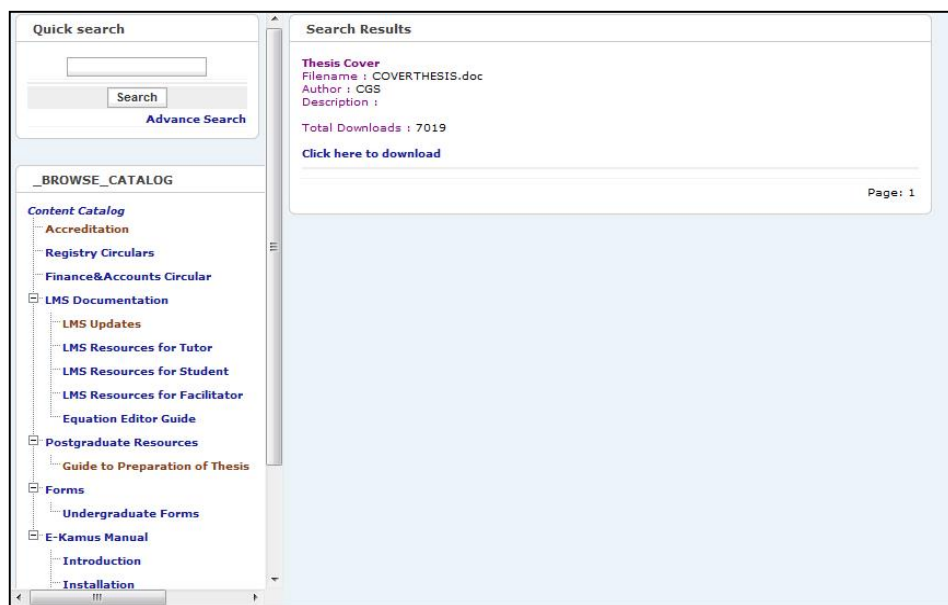 Quick search
Search
Advance Search
_BROWSE_CATALOG
Content Catalog
Accreditation
Registry Circulars
Finance&Accounts Circular
LMS Documentation
LMS Updates
LMS Resources for Tutor
LMS Resources for Student
LMS Resources for Facilitator
Equation Editor Guide
Postgraduate Resources
Guide to Preparation of Thesis
Forms
Undergraduate Forms
E-Kamus Manual
Introduction
Installation
Search Results
Thesis Cover
Filename : COVERTHESIS.doc
Author : CGS
Description :
Total Downloads : 7019
Click here to download
Page: 1